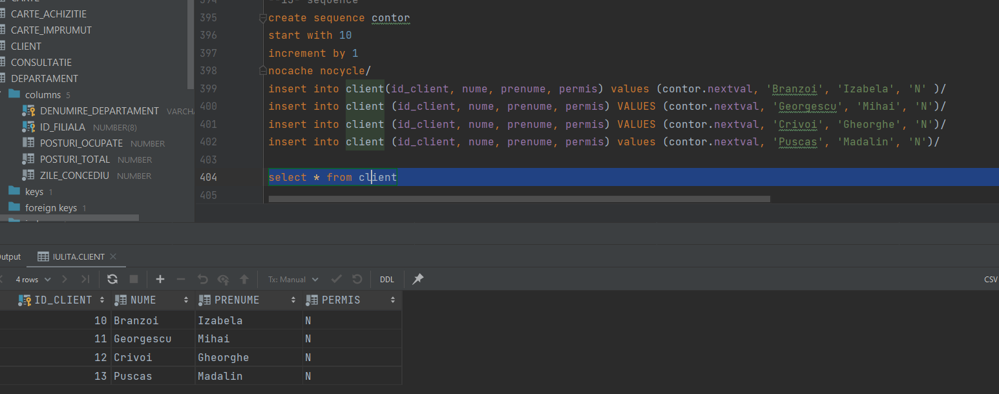 CARTE
CARTE_ACHIZITIE
CARTE_IMPRUMUT
CLIENT
CONSULTATIE
DEPARTAMENT
columns 5
DENUMIRE_DEPARTAMENT VARCHA
ID_FILIALA NUMBER(8)
POSTURI_OCUPATE NUMBER
POSTURI_TOTAL NUMBER
ZILE_CONCEDIU NUMBER
keys 1
foreign keys 1
394 sequence
395 create sequence contor
396 start with 10
397 increment by 1
398 nocache nocycle/
399 insert into client(id_client, nume, prenume, permis) values (contor.nextval, 'Branzoi', 'Izabela', 'N' )/
400 insert into client (id_client, nume, prenume, permis) VALUES (contor.nextval, 'Georgescu', 'Mihai', 'N')/
401 insert into client (id_client, nume, prenume, permis) VALUES (contor.nextval, 'Crivoi', 'Gheorghe', 'N')/
402 insert into client (id_client, nume, prenume, permis) values (contor.nextval, 'Puscas', 'Madalin', 'N')/
403
404 select * from client
405
utput IULITA.CLIENT
4 rows Tx: Manual DDL CSV
ID_CLIENT NUME PRENUME PERMIS
10 Branzoi Izabela N
11 Georgescu Mihai N
12 Crivoi Gheorghe N
13 Puscas Madalin N